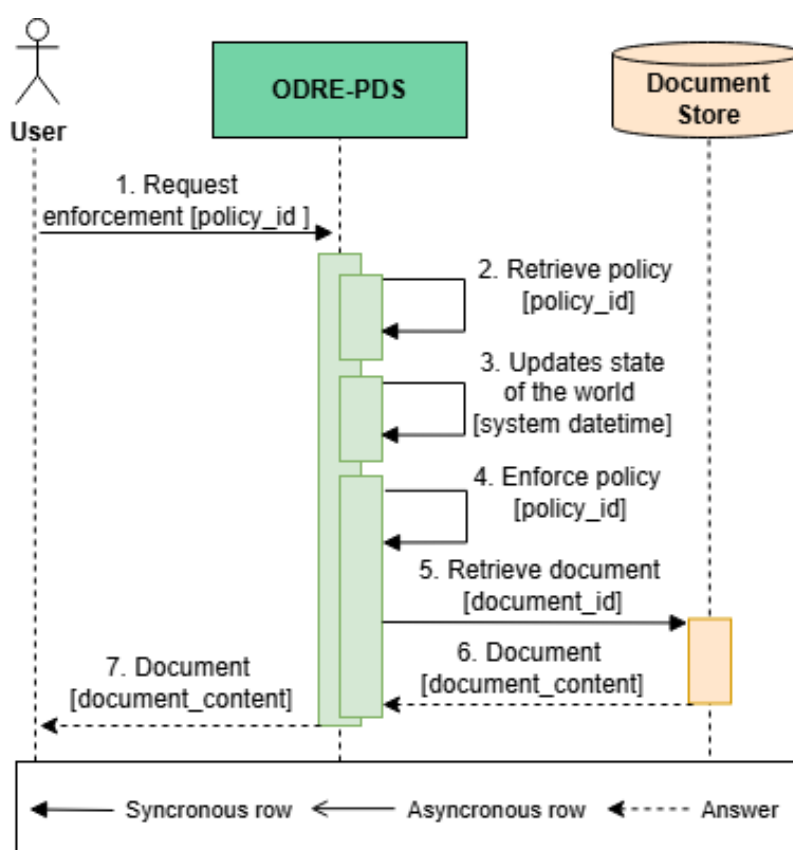 User
ODRE-PDS
Document
Store
1. Request
enforcement [policy_id ]
2. Retrieve policy
[policy_id]
3. Updates state
of the world
[system datetime]
4. Enforce policy
[policy_id]
5. Retrieve document
[document_id]
6. Document
[document_content]
7. Document
[document_content]
Syncronous row
Asyncronous row
Answer